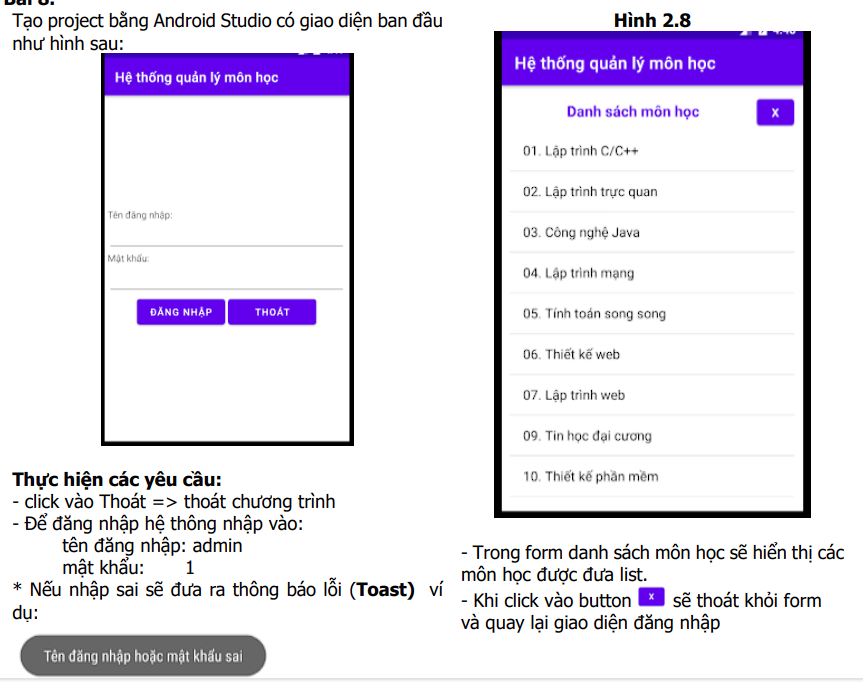 Bài 8:
Tạo project bằng Android Studio có giao diện ban đầu
như hình sau:
Hệ thống quản lý môn học
Tên đăng nhập:
Mật khẩu:
ĐĂNG NHẬP THOÁT
Thực hiện các yêu cầu:
- click vào Thoát => thoát chương trình
- Để đăng nhập hệ thông nhập vào:
tên đăng nhập: admin
mật khẩu: 1
* Nếu nhập sai sẽ đưa ra thông báo lỗi (Toast) ví
dụ:
Tên đăng nhập hoặc mật khẩu sai
Hình 2.8
Hệ thống quản lý môn học
Danh sách môn học X
01. Lập trình C/C++
02. Lập trình trực quan
03. Công nghệ Java
04. Lập trình mạng
05. Tính toán song song
06. Thiết kế web
07. Lập trình web
09. Tin học đại cương
10. Thiết kế phần mềm
- Trong form danh sách môn học sẽ hiển thị các
môn học được đưa list.
- Khi click vào button x sẽ thoát khỏi form
và quay lại giao diện đăng nhập